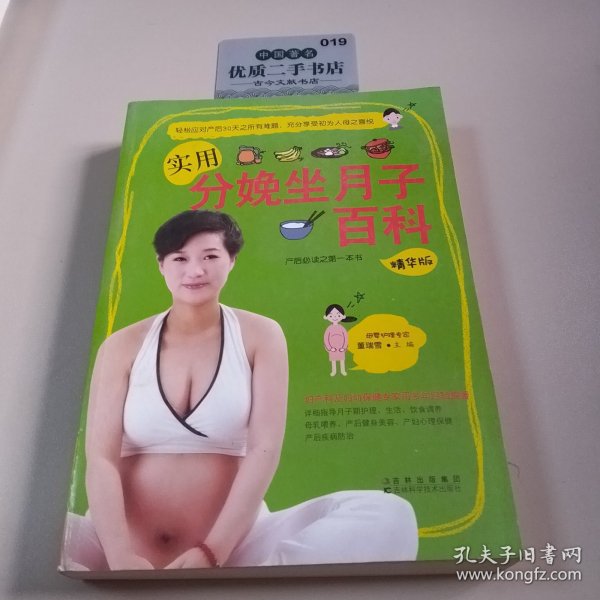 019
中国著名
优质二手书店
古今文献书店
轻松应对产后30天之所有难题，充分享受初为人母之喜悦
实用
分娩坐月子
百科
产后必读之第一本书
精华版
母婴护理专家
董瑞雪·主编
详细指导月子期护理、生活、饮食调养
母乳喂养、产后健身美容、产妇心理保健
产后疾病防治
吉林出版集团
吉林科学技术出版社
孔夫子旧书网
www.kongfz.com